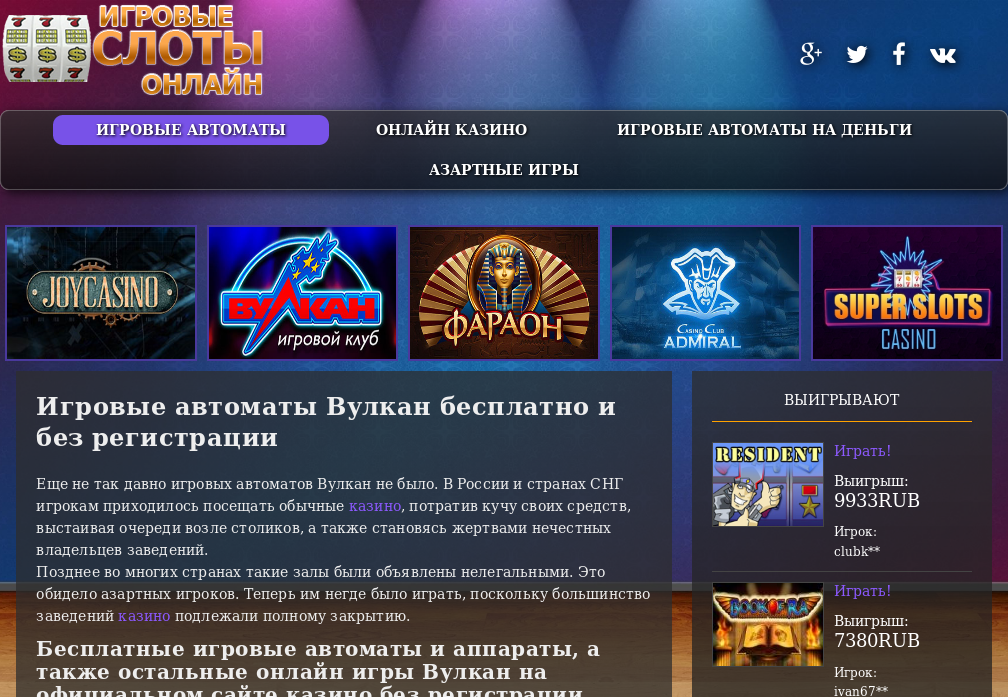 ИГРОВЫЕ
СЛОТЫ
ОНЛАЙН
ИГРОВЫЕ АВТОМАТЫ
ОНЛАЙН КАЗИНО
ИГРОВЫЕ АВТОМАТЫ НА ДЕНЬГИ
АЗАРТНЫЕ ИГРЫ
JOYCASINO
ВУЛКАН
игровой клуб
ФАРАОН
CASINO CLUB
ADMIRAL
SUPER SLOTS
CASINO
Игровые автоматы Вулкан бесплатно и
без регистрации
Еще не так давно игровых автоматов Вулкан не было. В России и странах СНГ
игрокам приходилось посещать обычные казино, потратив кучу своих средств,
выстаивая очереди возле столиков, а также становясь жертвами нечестных
владельцев заведений.
Позднее во многих странах такие залы были объявлены нелегальными. Это
обидело азартных игроков. Теперь им негде было играть, поскольку большинство
заведений казино подлежали полному закрытию.
Бесплатные игровые автоматы и аппараты, а
также остальные онлайн игры Вулкан на
официальном сайте казино без регистрации
ВЫИГРЫВАЮТ
RESIDENT
Играть!
Выигрыш:
9933RUB
Игрок:
clubk**
BOOK OF RA
Играть!
Выигрыш:
7380RUB
Игрок:
ivan67**